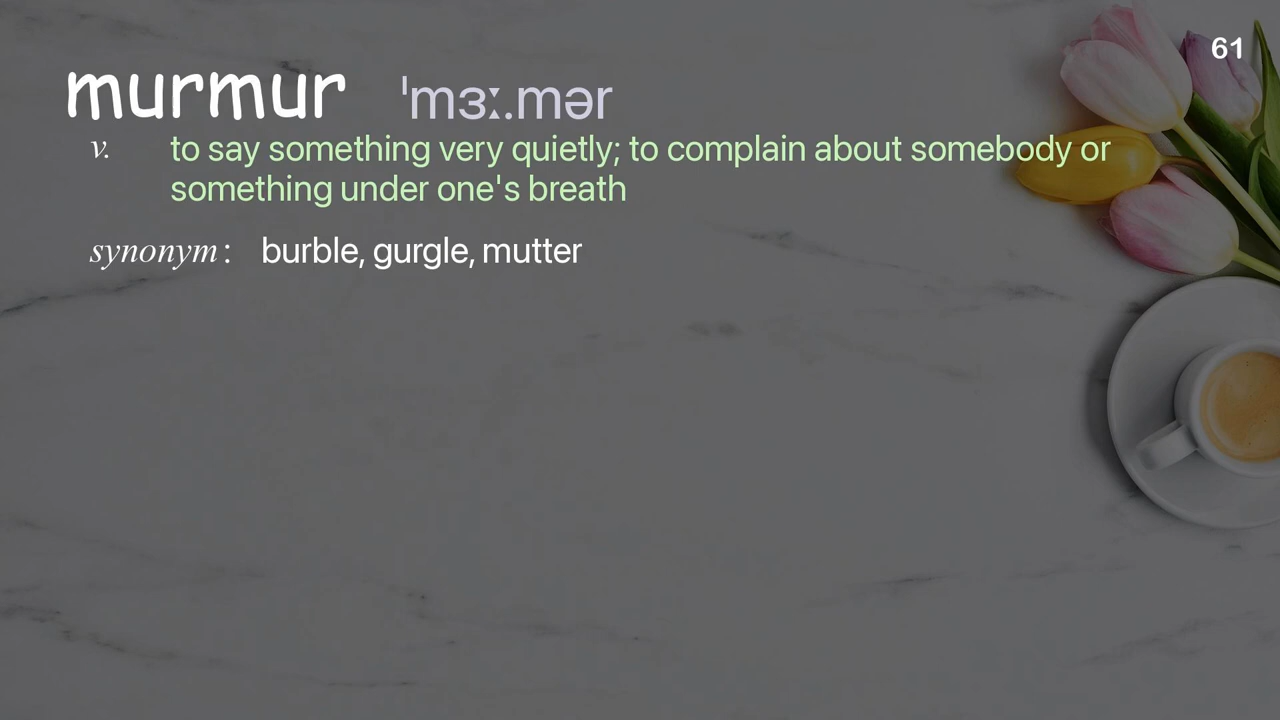 61
murmur ˈmɜː.mər
v. to say something very quietly; to complain about somebody or
something under one's breath
synonym: burble, gurgle, mutter